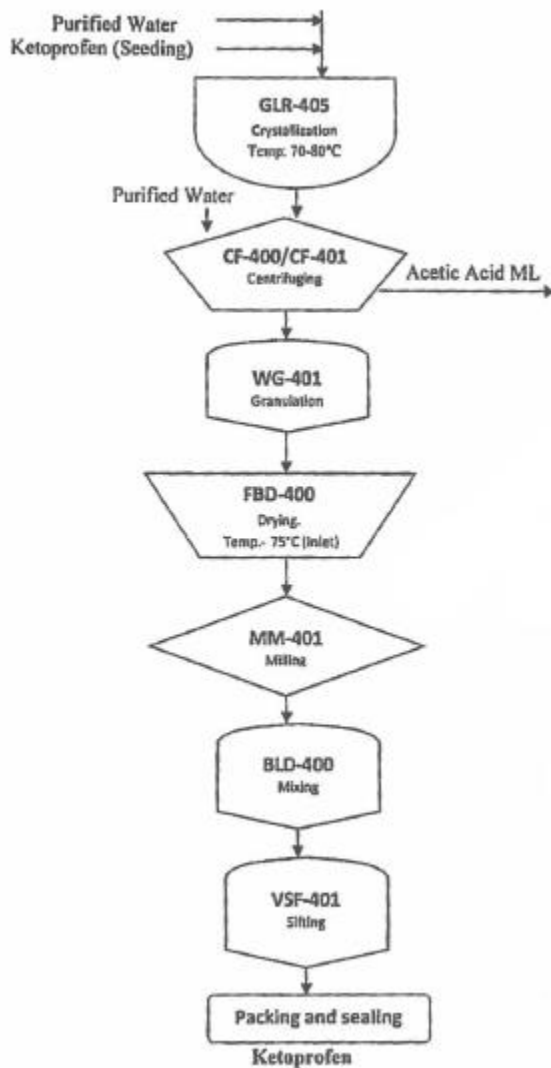 Purified Water
Ketoprofen (Seeding)
GLR-405
Crystallization
Temp: 70-80°C
Purified Water
CF-400/CF-401
Centrifuging
Acetic Acid ML
WG-401
Granulation
FBD-400
Drying.
Temp.- 75°C (Inlet)
MM-401
Milling
BLD-400
Mixing
VSF-401
Sifting
Packing and sealing
Ketoprofen